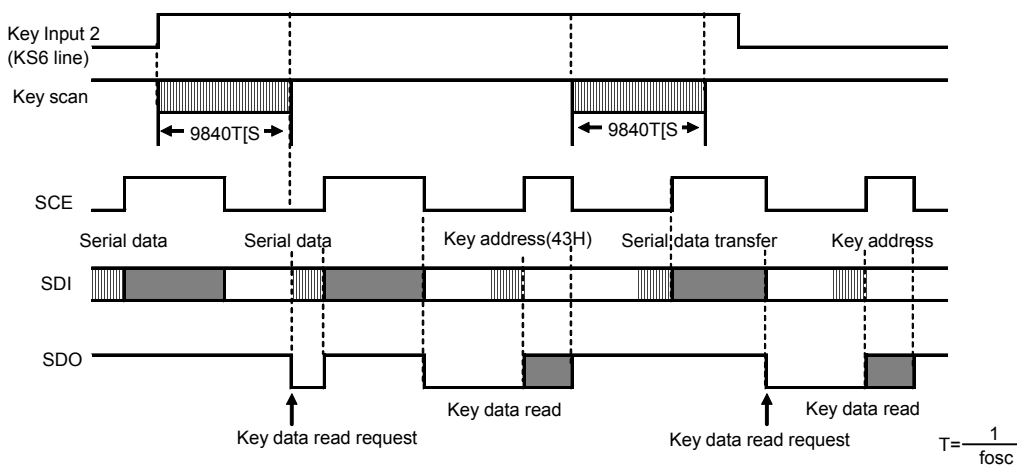 Key Input 2
(KS6 line)
Key scan
9840T[S
9840T[S
SCE
Serial data
Serial data
Key address(43H)
Serial data transfer
Key address
SDI
SDO
Key data read
Key data read
Key data read request
Key data read request
T= 1
fosc